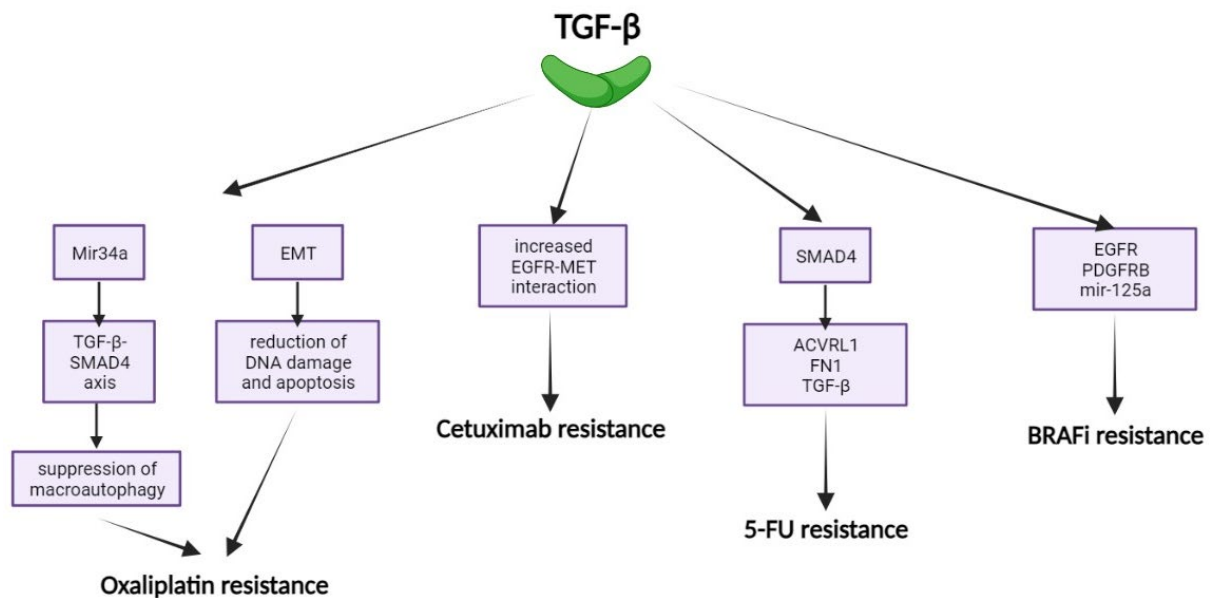 TGF-β
Mir34a
TGF-β-
SMAD4
axis
suppression of
macroautophagy
EMT
reduction of
DNA damage
and apoptosis
Oxaliplatin resistance
increased
EGFR-MET
interaction
Cetuximab resistance
SMAD4
ACVRL1
FN1
TGF-β
5-FU resistance
EGFR
PDGFRB
mir-125a
BRAFi resistance